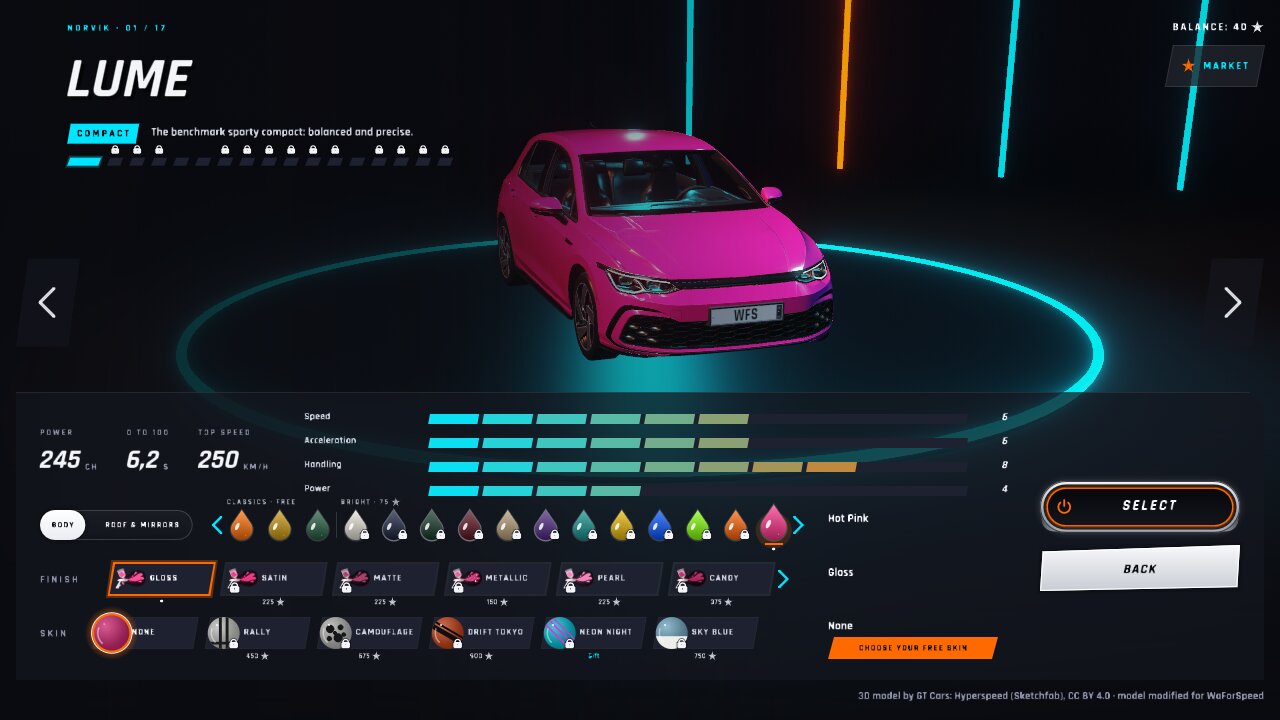 NORVIK · 01 / 17
LUME
COMPACT
The benchmark sporty compact: balanced and precise.
BALANCE: 40 ★
★ MARKET
WFS
POWER
245 CH
0 TO 100
6,2 S
TOP SPEED
250 KM/H
Speed 6
Acceleration 6
Handling 8
Power 4
CLASSICS · FREE
BRIGHT · 75 ★
BODY
ROOF & MIRRORS
Hot Pink
FINISH
GLOSS
SATIN
MATTE
METALLIC
PEARL
CANDY
225 ★
225 ★
150 ★
225 ★
375 ★
Gloss
SKIN
NONE
RALLY
CAMOUFLAGE
DRIFT TOKYO
NEON NIGHT
SKY BLUE
450 ★
675 ★
900 ★
Gift
750 ★
None
CHOOSE YOUR FREE SKIN
SELECT
BACK
3D model by GT Cars: Hyperspeed (Sketchfab), CC BY 4.0 · model modified for WaForSpeed